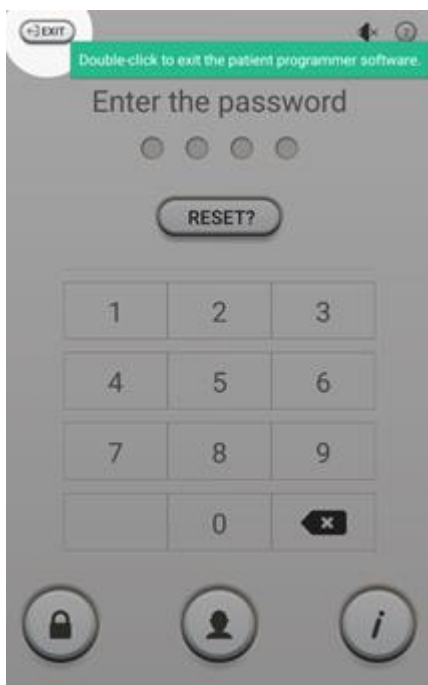 EXIT
Double-click to exit the patient programmer software.
Enter the password
RESET?
1 2 3
4 5 6
7 8 9
0
i